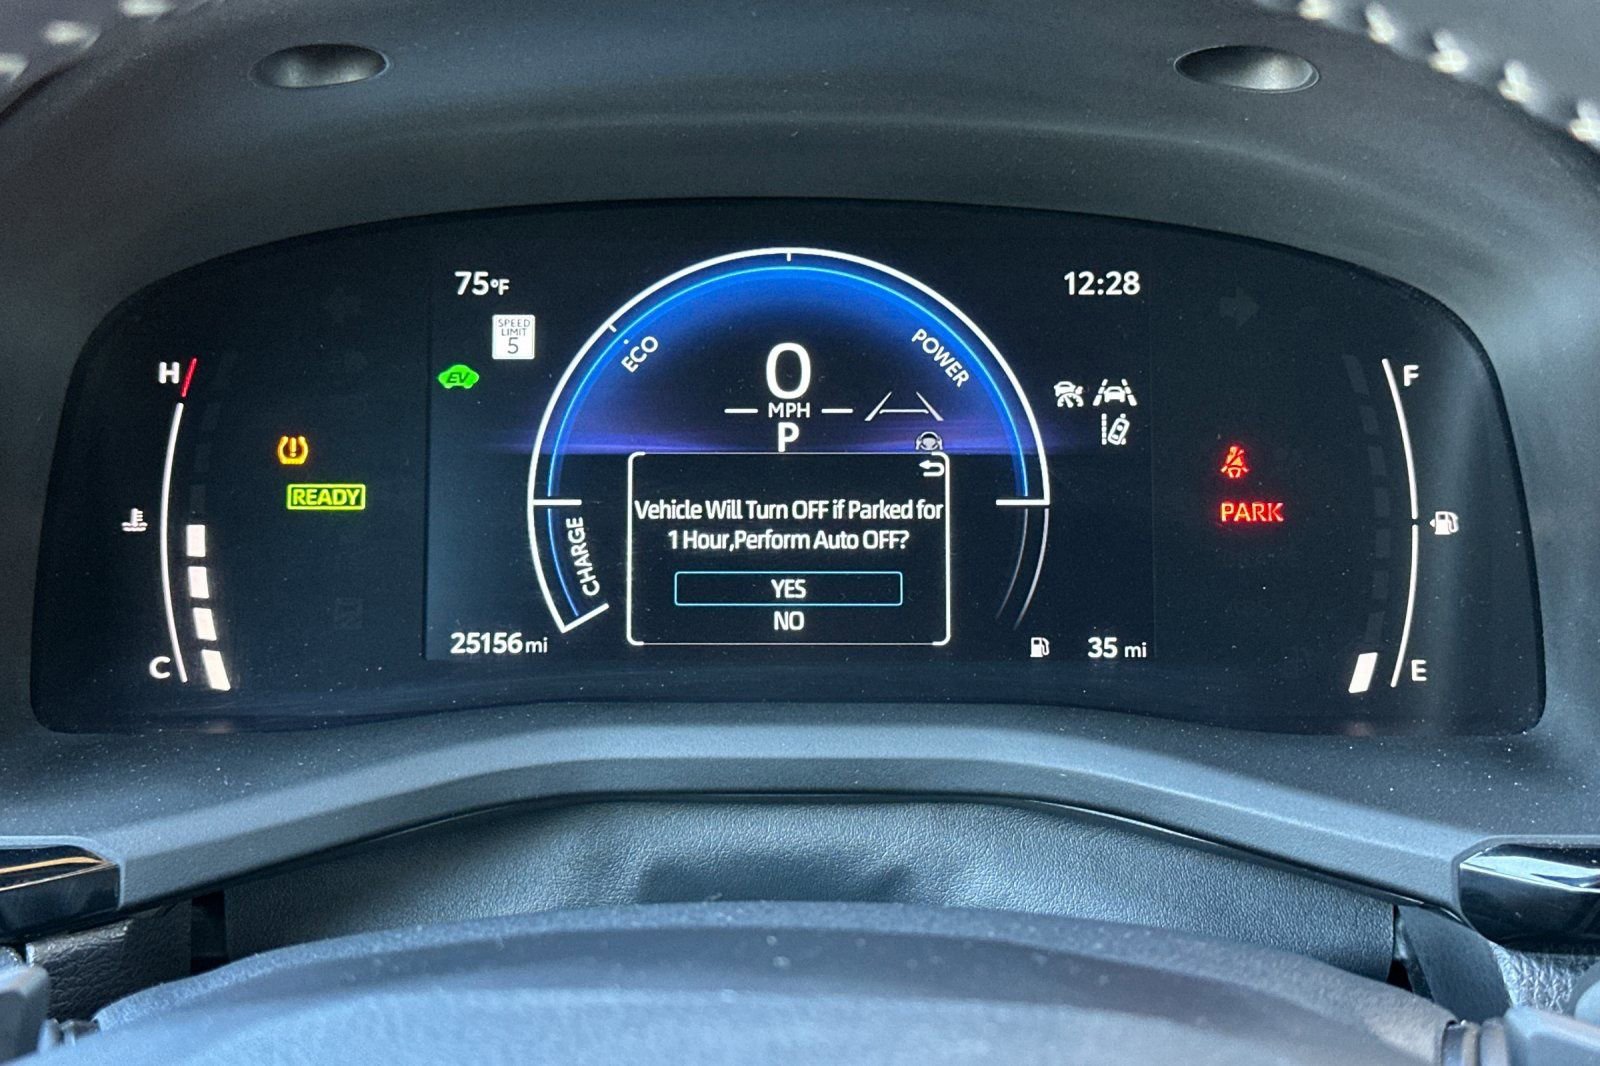 75°F
12:28
SPEED
LIMIT
5
ECO
POWER
H
EV
0
MPH
P
F
READY
PARK
Vehicle Will Turn OFF if Parked for
1 Hour,Perform Auto OFF?
YES
NO
CHARGE
C
25156 mi
35 mi
E